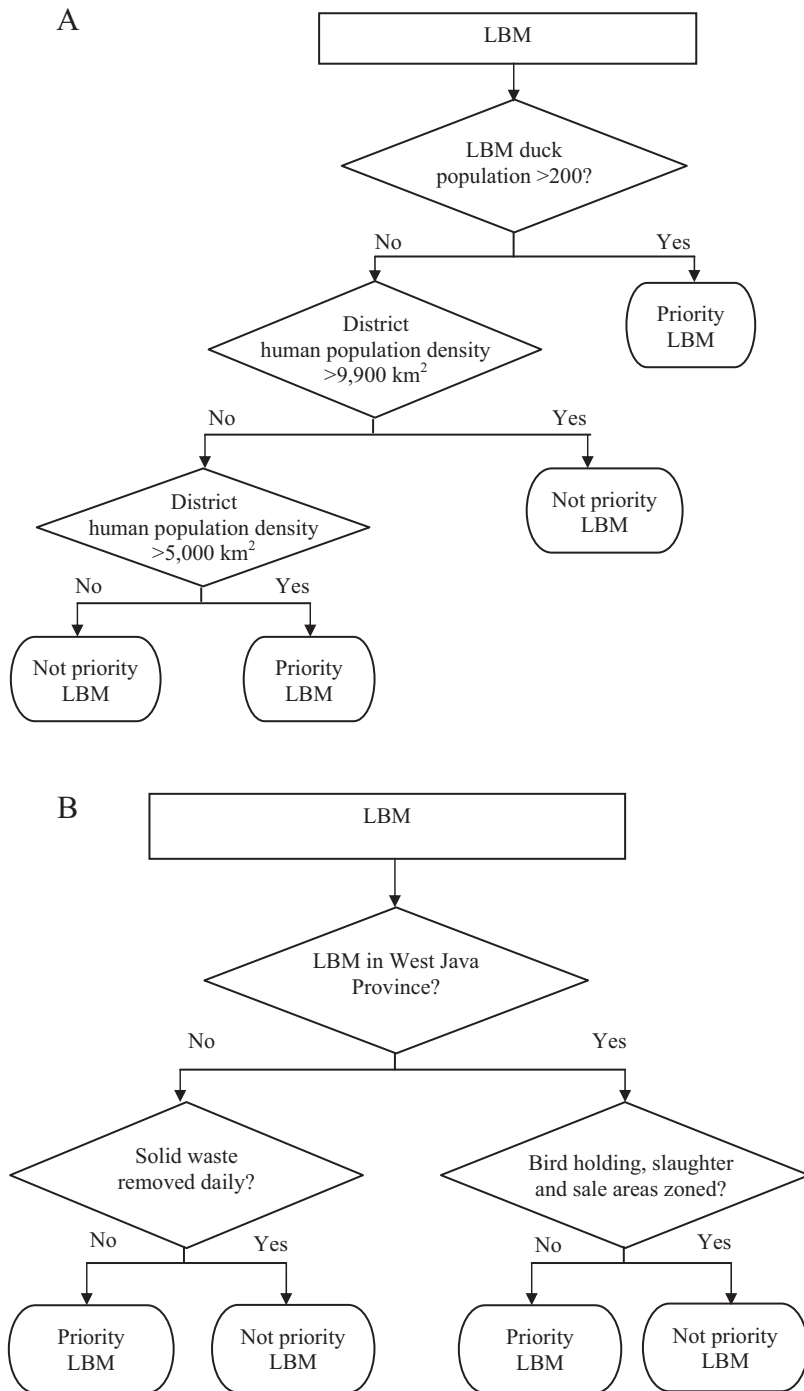 A
LBM
LBM duck
population >200?
No
Yes
Priority
LBM
District
human population density
>9,900 km²
No
Yes
Not priority
LBM
District
human population density
>5,000 km²
No
Yes
Not priority
LBM
Priority
LBM
B
LBM
LBM in West Java
Province?
No
Yes
Solid waste
removed daily?
Bird holding, slaughter
and sale areas zoned?
No
Yes
No
Yes
Priority
LBM
Not priority
LBM
Priority
LBM
Not priority
LBM